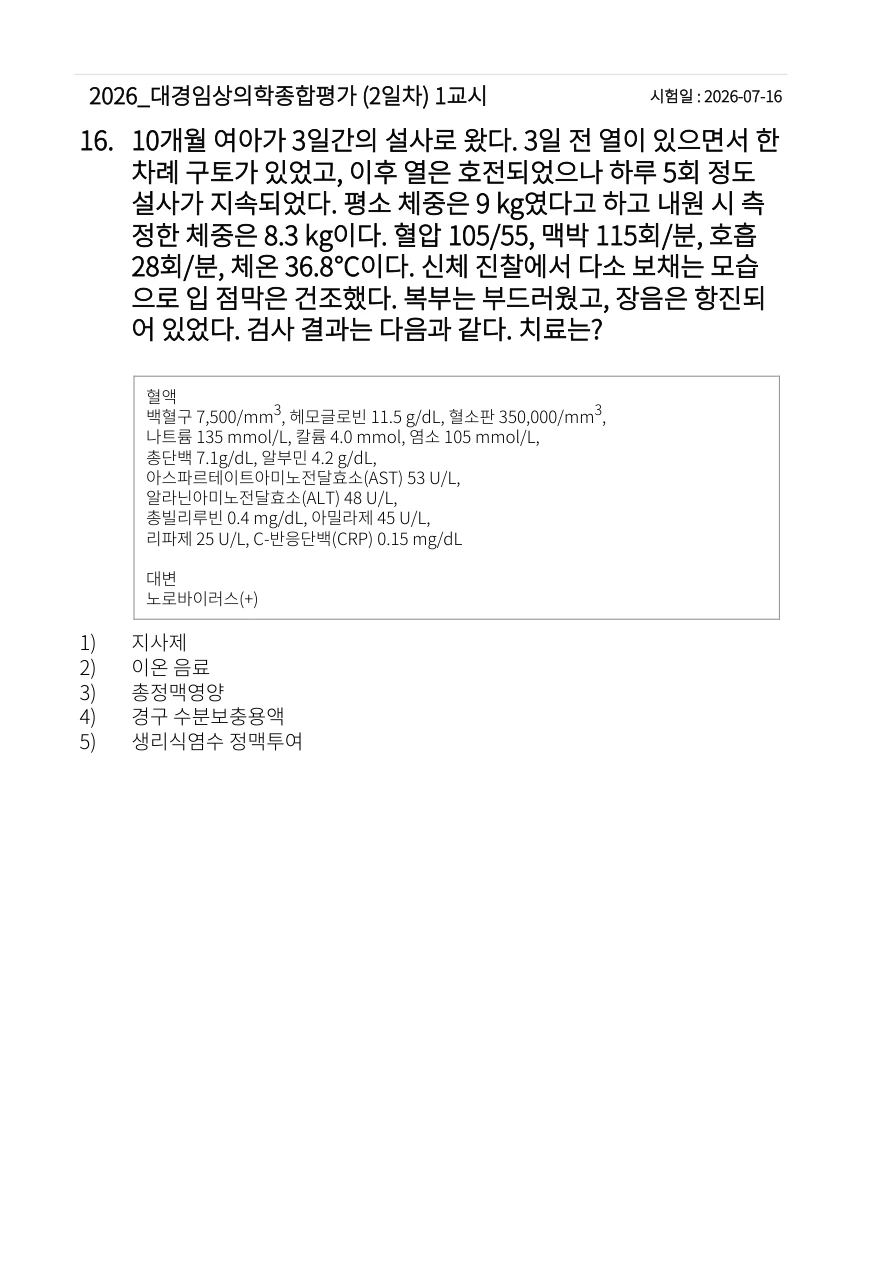 2026_대경임상의학종합평가 (2일차) 1교시
시험일 : 2026-07-16
16. 10개월 여아가 3일간의 설사로 왔다. 3일 전 열이 있으면서 한
차례 구토가 있었고, 이후 열은 호전되었으나 하루 5회 정도
설사가 지속되었다. 평소 체중은 9 kg였다고 하고 내원 시 측
정한 체중은 8.3 kg이다. 혈압 105/55, 맥박 115회/분, 호흡
28회/분, 체온 36.8℃이다. 신체 진찰에서 다소 보채는 모습
으로 입 점막은 건조했다. 복부는 부드러웠고, 장음은 항진되
어 있었다. 검사 결과는 다음과 같다. 치료는?
혈액
백혈구 7,500/mm³, 헤모글로빈 11.5 g/dL, 혈소판 350,000/mm³,
나트륨 135 mmol/L, 칼륨 4.0 mmol, 염소 105 mmol/L,
총단백 7.1g/dL, 알부민 4.2 g/dL,
아스파르테이트아미노전달효소(AST) 53 U/L,
알라닌아미노전달효소(ALT) 48 U/L,
총빌리루빈 0.4 mg/dL, 아밀라제 45 U/L,
리파제 25 U/L, C-반응단백(CRP) 0.15 mg/dL
대변
노로바이러스(+)
1) 지사제
2) 이온 음료
3) 총정맥영양
4) 경구 수분보충용액
5) 생리식염수 정맥투여